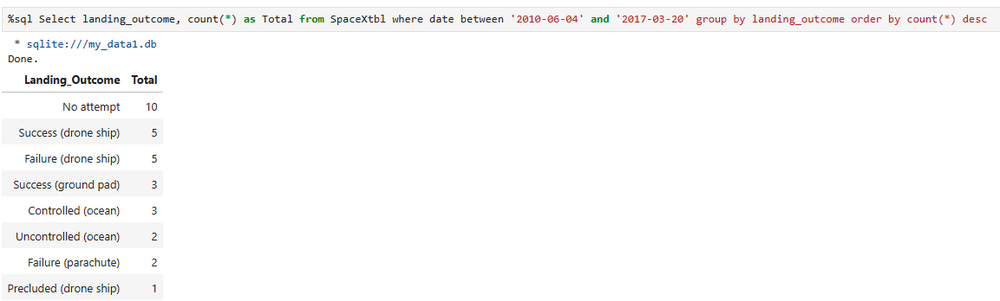 %sql Select landing_outcome, count(*) as Total from SpaceXtbl where date between '2010-06-04' and '2017-03-20' group by landing_outcome order by count(*) desc
* sqlite:///my_data1.db
Done.
Landing_Outcome Total
No attempt 10
Success (drone ship) 5
Failure (drone ship) 5
Success (ground pad) 3
Controlled (ocean) 3
Uncontrolled (ocean) 2
Failure (parachute) 2
Precluded (drone ship) 1